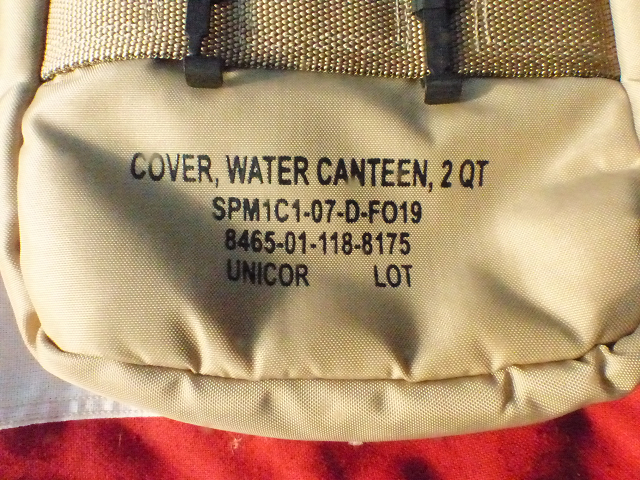 COVER, WATER CANTEEN, 2 QT
SPM1C1-07-D-FO19
8465-01-118-8175
UNICOR LOT